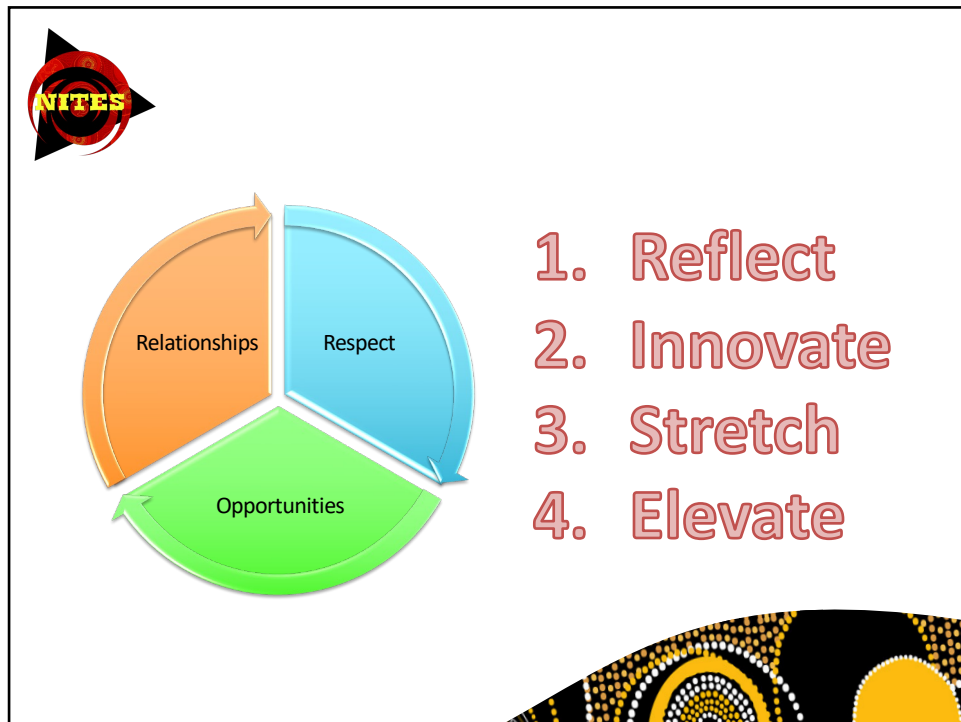 NITES
Relationships
Respect
Opportunities
1. Reflect
2. Innovate
3. Stretch
4. Elevate